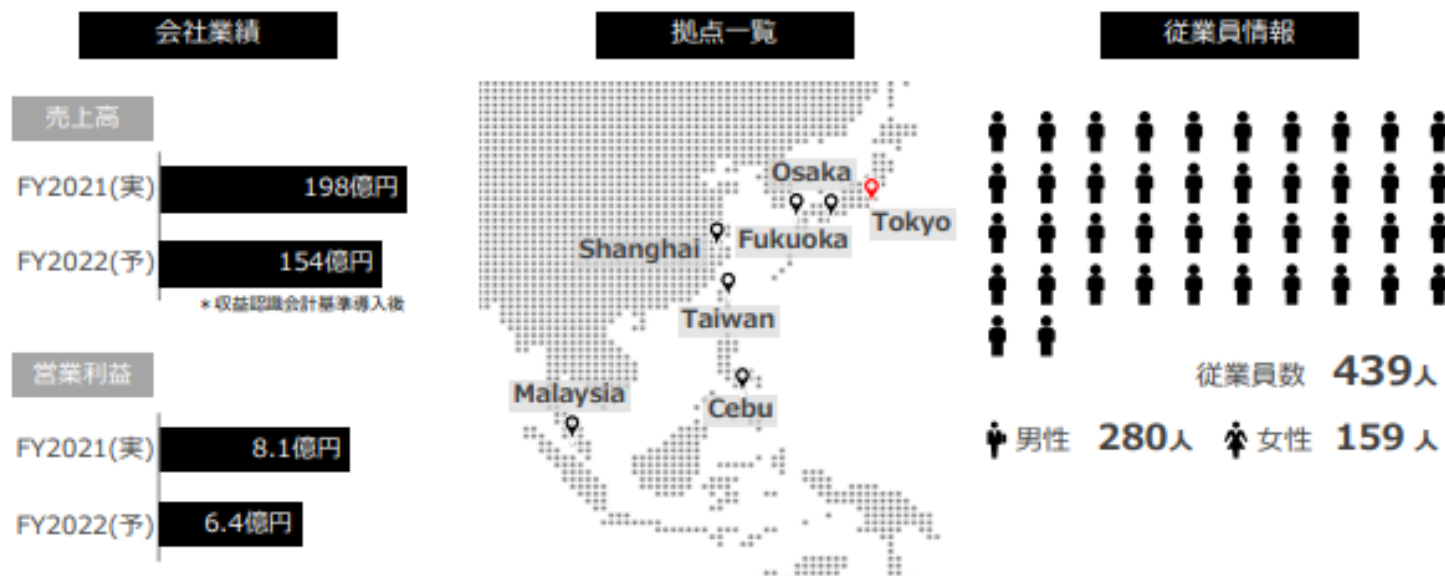 会社業績
売上高
FY2021(実) 198億円
FY2022(予) 154億円
*収益認識会計基準導入後
営業利益
FY2021(実) 8.1億円
FY2022(予) 6.4億円
拠点一覧
Osaka
Tokyo
Fukuoka
Shanghai
Taiwan
Malaysia
Cebu
従業員情報
従業員数 439人
男性 280人 女性 159人